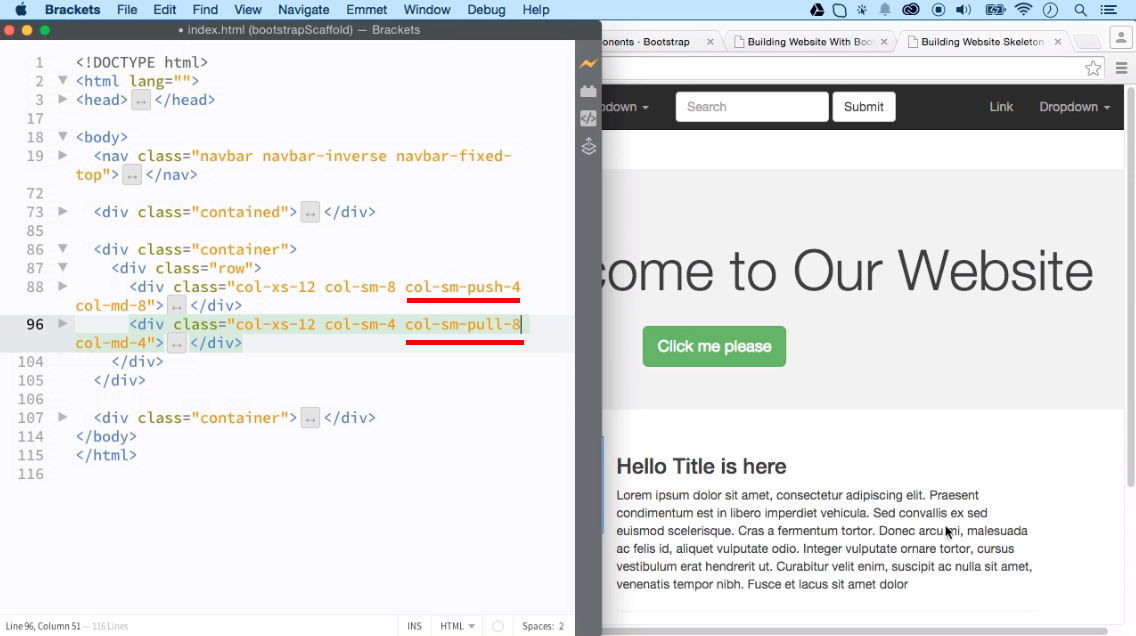 Brackets File Edit Find View Navigate Emmet Window Debug Help
• index.html (bootstrapScaffold) — Brackets
onents · Bootstrap × Building Website With Boo × Building Website Skeleton ×
1 <!DOCTYPE html>
2 <html lang="">
3 <head> ↔ </head>
17
18 <body>
19 <nav class="navbar navbar-inverse navbar-fixed-
top"> ↔ </nav>
72
73 <div class="contained"> ↔ </div>
85
86 <div class="container">
87 <div class="row">
88 <div class="col-xs-12 col-sm-8 col-sm-push-4
col-md-8"> ↔ </div>
96 <div class="col-xs-12 col-sm-4 col-sm-pull-8
col-md-4"> ↔ </div>
104 </div>
105 </div>
106
107 <div class="container"> ↔ </div>
114 </body>
115 </html>
116
Line 96, Column 51 — 116 Lines
INS HTML Spaces: 2
pdown Search Submit Link Dropdown
come to Our Website
Click me please
Hello Title is here
Lorem ipsum dolor sit amet, consectetur adipiscing elit. Praesent
condimentum est in libero imperdiet vehicula. Sed convallis ex sed
euismod scelerisque. Cras a fermentum tortor. Donec arcu mi, malesuada
ac felis id, aliquet vulputate odio. Integer vulputate ornare tortor, cursus
vestibulum erat hendrerit ut. Curabitur velit enim, suscipit ac nulla sit amet,
venenatis tempor nibh. Fusce et lacus sit amet dolor